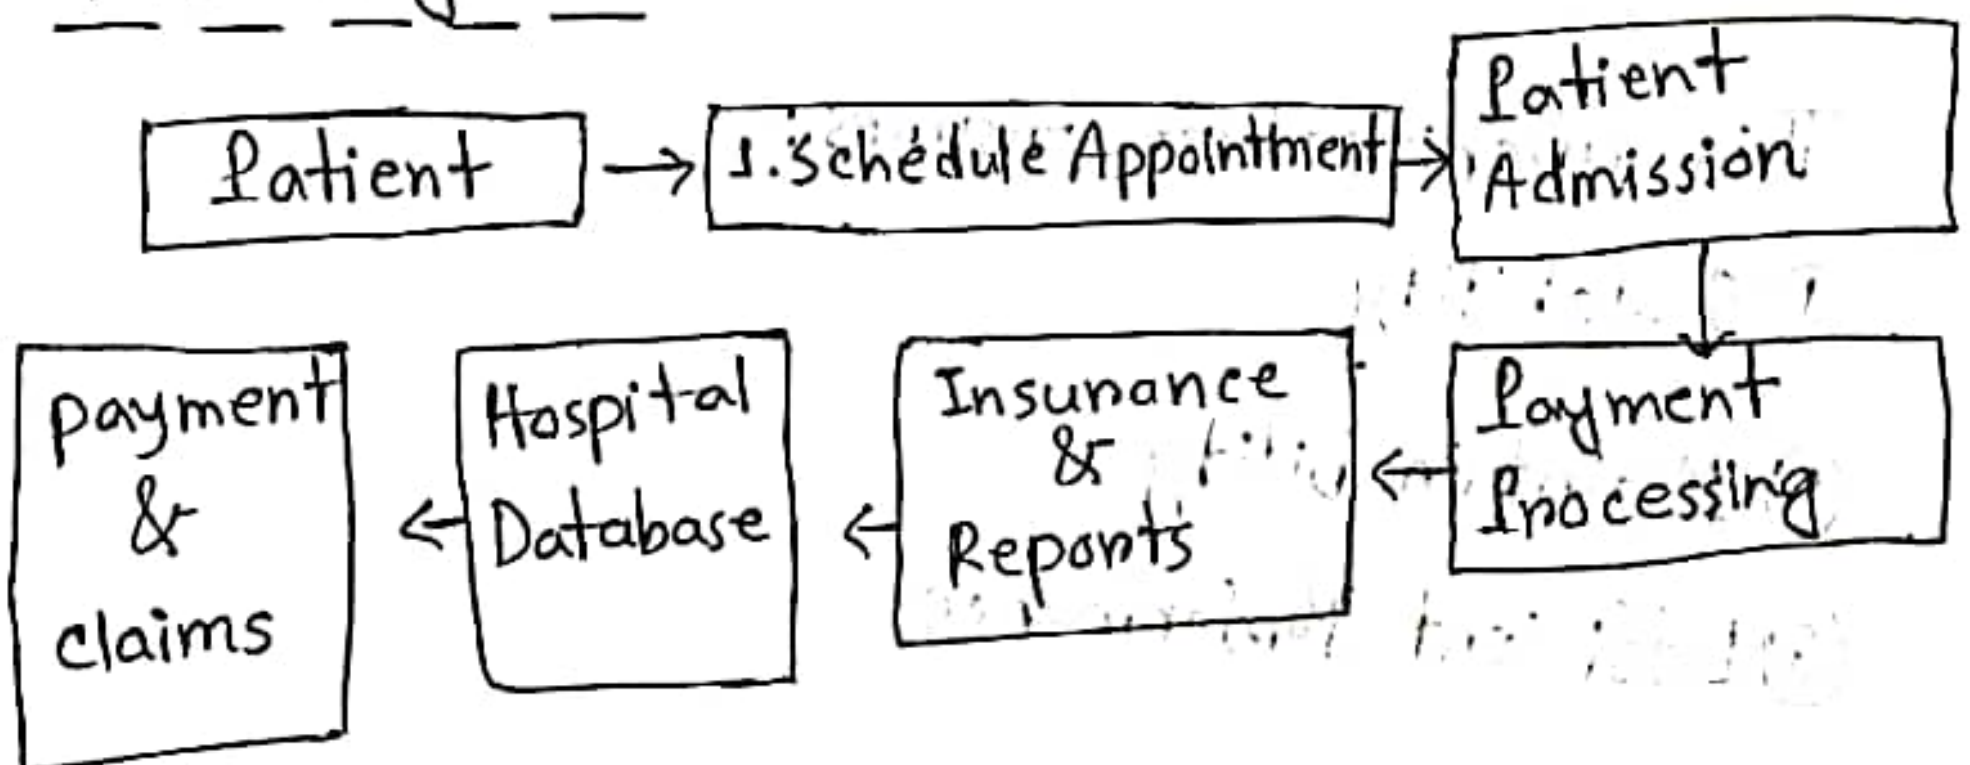 Patient
1. Schedule Appointment
Patient
Admission
Payment
Processing
Insurance
&
Reports
Hospital
Database
payment
&
claims